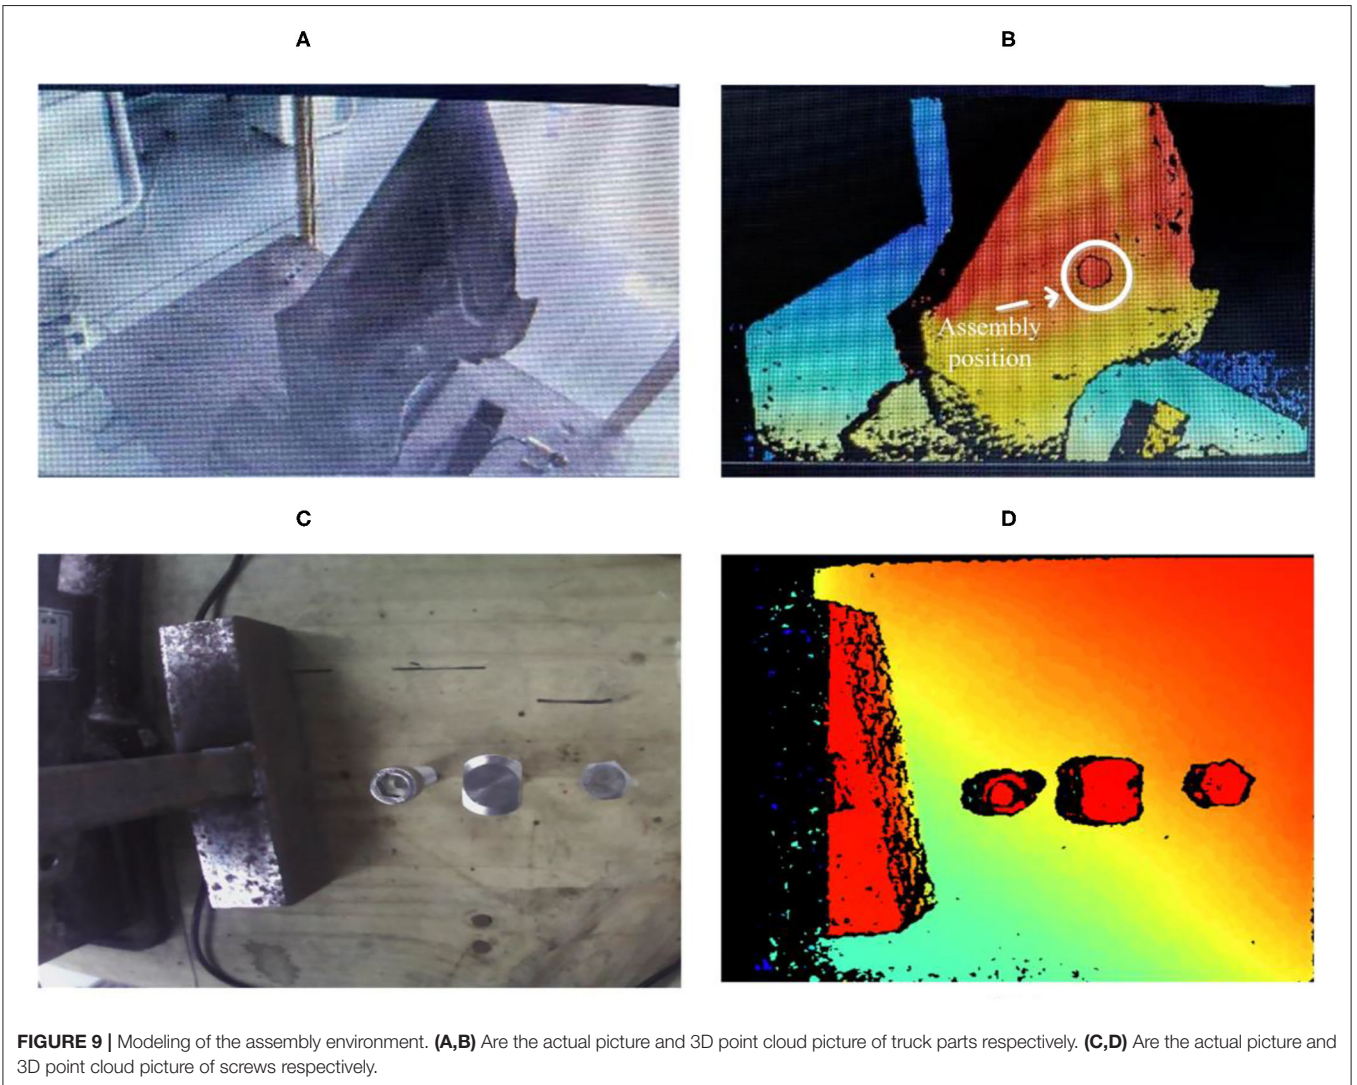 A
B
Assembly
position
C
D
FIGURE 9 | Modeling of the assembly environment. (A,B) Are the actual picture and 3D point cloud picture of truck parts respectively. (C,D) Are the actual picture and
3D point cloud picture of screws respectively.